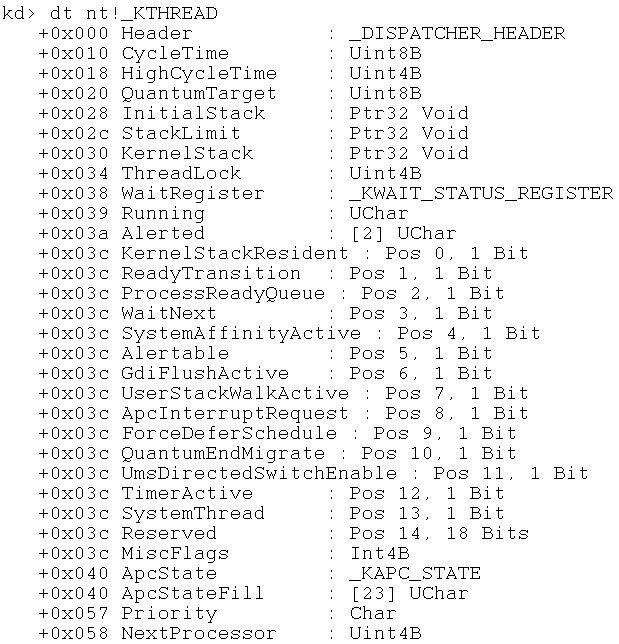 kd> dt nt!_KTHREAD
+0x000 Header : _DISPATCHER_HEADER
+0x010 CycleTime : Uint8B
+0x018 HighCycleTime : Uint4B
+0x020 QuantumTarget : Uint8B
+0x028 InitialStack : Ptr32 Void
+0x02c StackLimit : Ptr32 Void
+0x030 KernelStack : Ptr32 Void
+0x034 ThreadLock : Uint4B
+0x038 WaitRegister : _KWAIT_STATUS_REGISTER
+0x039 Running : UChar
+0x03a Alerted : [2] UChar
+0x03c KernelStackResident : Pos 0, 1 Bit
+0x03c ReadyTransition : Pos 1, 1 Bit
+0x03c ProcessReadyQueue : Pos 2, 1 Bit
+0x03c WaitNext : Pos 3, 1 Bit
+0x03c SystemAffinityActive : Pos 4, 1 Bit
+0x03c Alertable : Pos 5, 1 Bit
+0x03c GdiFlushActive : Pos 6, 1 Bit
+0x03c UserStackWalkActive : Pos 7, 1 Bit
+0x03c ApcInterruptRequest : Pos 8, 1 Bit
+0x03c ForceDeferSchedule : Pos 9, 1 Bit
+0x03c QuantumEndMigrate : Pos 10, 1 Bit
+0x03c UmsDirectedSwitchEnable : Pos 11, 1 Bit
+0x03c TimerActive : Pos 12, 1 Bit
+0x03c SystemThread : Pos 13, 1 Bit
+0x03c Reserved : Pos 14, 18 Bits
+0x03c MiscFlags : Int4B
+0x040 ApcState : _KAPC_STATE
+0x040 ApcStateFill : [23] UChar
+0x057 Priority : Char
+0x058 NextProcessor : Uint4B